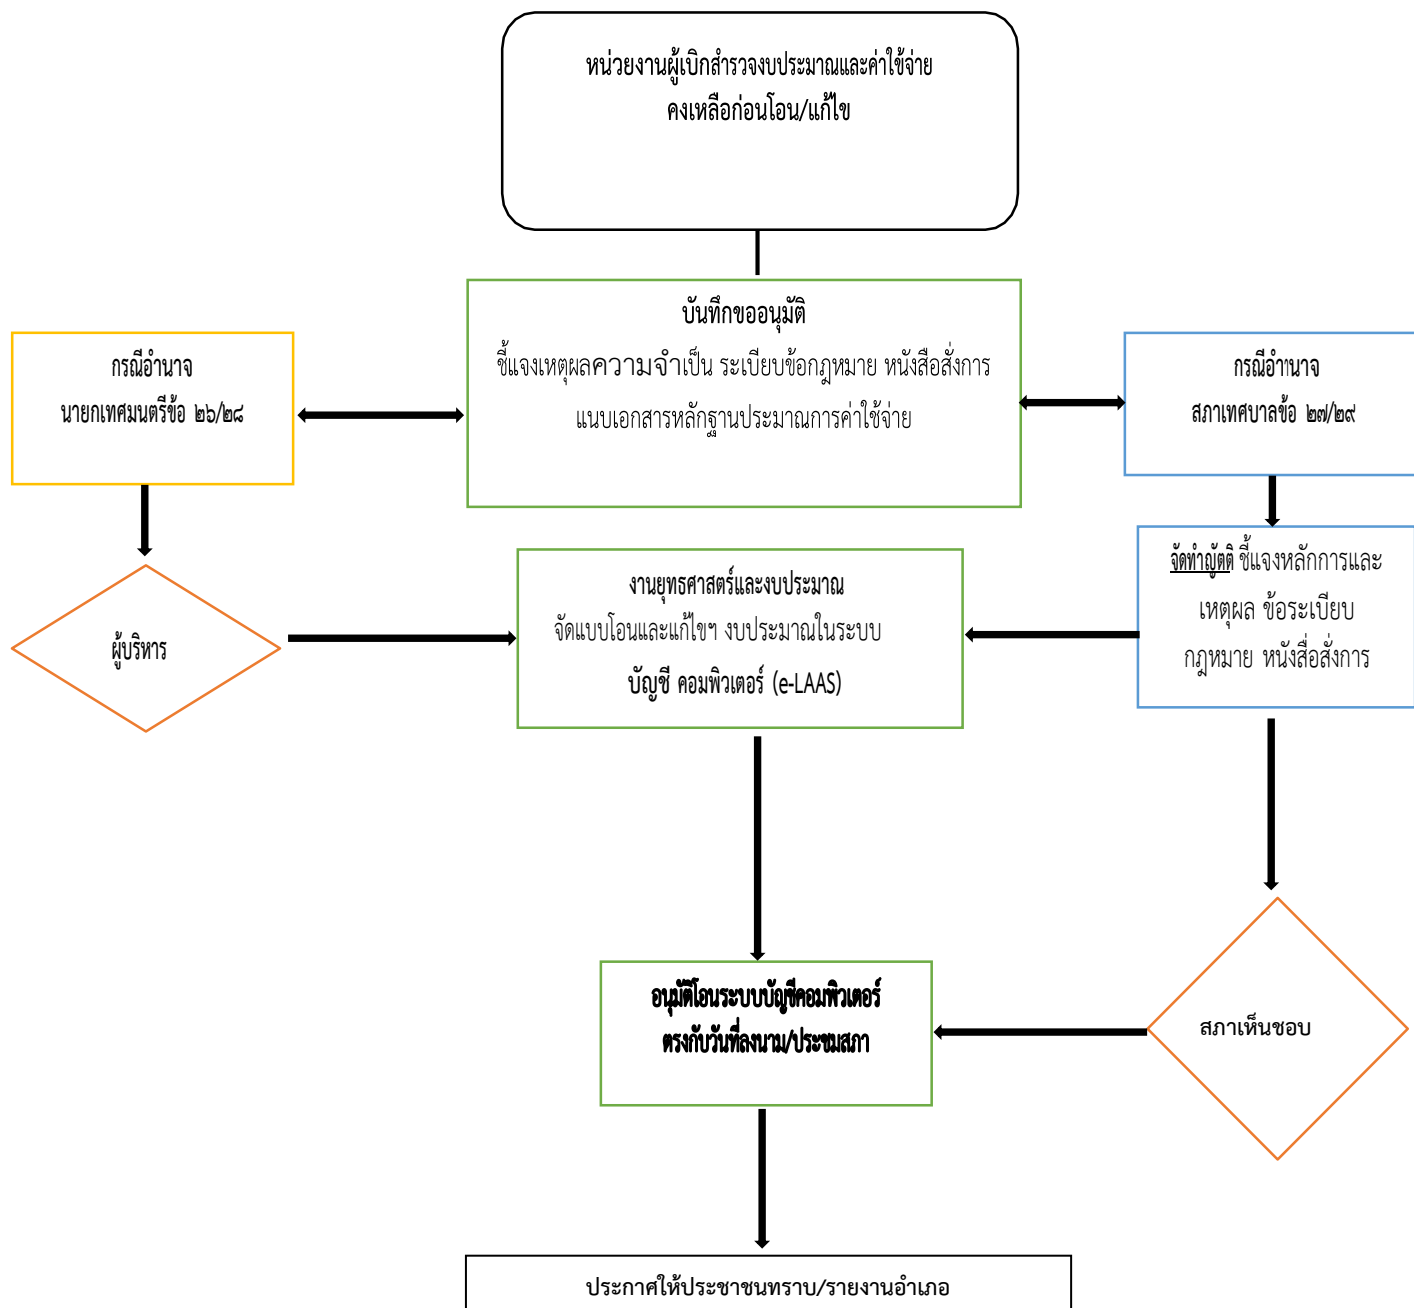 หน่วยงานผู้เบิกสำรวจงบประมาณและค่าใช้จ่าย
คงเหลือก่อนโอน/แก้ไข
บันทึกขออนุมัติ
ชี้แจงเหตุผลความจำเป็น ระเบียบข้อกฎหมาย หนังสือสั่งการ
แนบเอกสารหลักฐานประมาณการค่าใช้จ่าย
กรณีอำนาจ
นายกเทศมนตรีข้อ ๒๖/๒๘
กรณีอำนาจ
สภาเทศบาลข้อ ๒๗/๒๙
จัดทำญัตติ ชี้แจงหลักการและ
เหตุผล ข้อระเบียบ
กฎหมาย หนังสื่อสั่งการ
งานยุทธศาสตร์และงบประมาณ
จัดแบบโอนและแก้ไขฯ งบประมาณในระบบ
บัญชี คอมพิวเตอร์ (e-LAAS)
ผู้บริหาร
อนุมัติโอนระบบบัญชีคอมพิวเตอร์
ตรงกับวันที่ลงนาม/ประชมสภา
สภาเห็นชอบ
ประกาศให้ประชาชนทราบ/รายงานอำเภอ